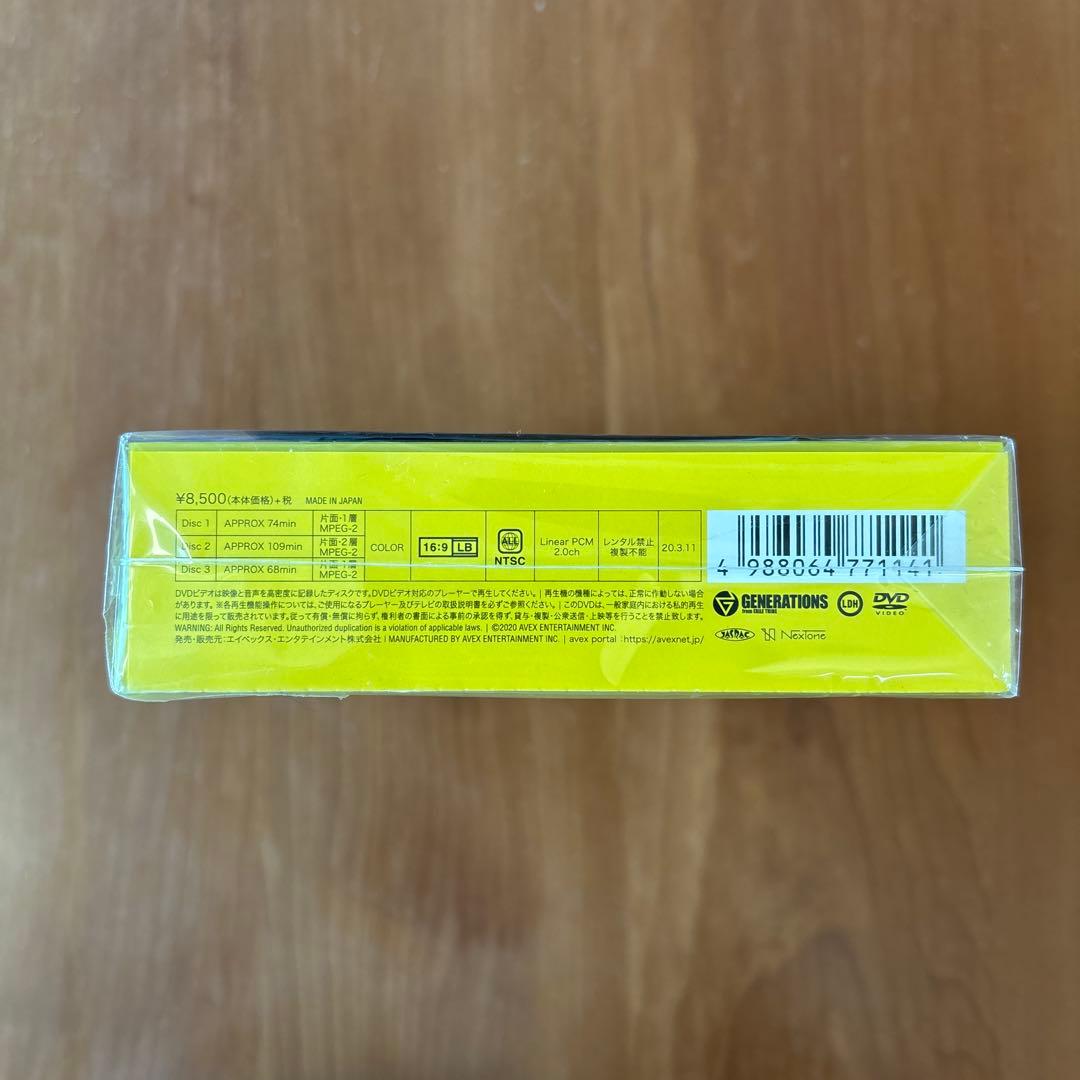 ¥8,500(本体価格)+税 MADE IN JAPAN
Disc 1 APPROX 74min 片面・1層 MPEG-2
Disc 2 APPROX 109min 片面・2層 MPEG-2
Disc 3 APPROX 68min 片面・1層 MPEG-2
COLOR
16:9 LB
ALL
NTSC
Linear PCM
2.0ch
レンタル禁止
複製不能
20.3.11
4 988064 771141
DVDビデオは映像と音声を高密度に記録したディスクです。DVDビデオ対応のプレーヤーで再生してください。 | 再生機の機種によっては、正常に作動しない場合
があります。※各再生機能操作については、ご使用になるプレーヤー及びテレビの取扱説明書を必ずご参照ください。 | このDVDは、一般家庭内における私的再生
に用途を限って販売されています。従って有償・無償に拘らず、権利者の書面による事前の承認を得ず、貸与・複製・公衆送信・上映等を行うことを禁止致します。
WARNING: All Rights Reserved. Unauthorized duplication is a violation of applicable laws. | ©2020 AVEX ENTERTAINMENT INC.
発売・販売元:エイベックス・エンタテインメント株式会社 | MANUFACTURED BY AVEX ENTERTAINMENT INC. | avex portal :https://avexnet.jp/
GENERATIONS
from EXILE TRIBE
LDH
DVD
VIDEO
JASRAC
NexTone